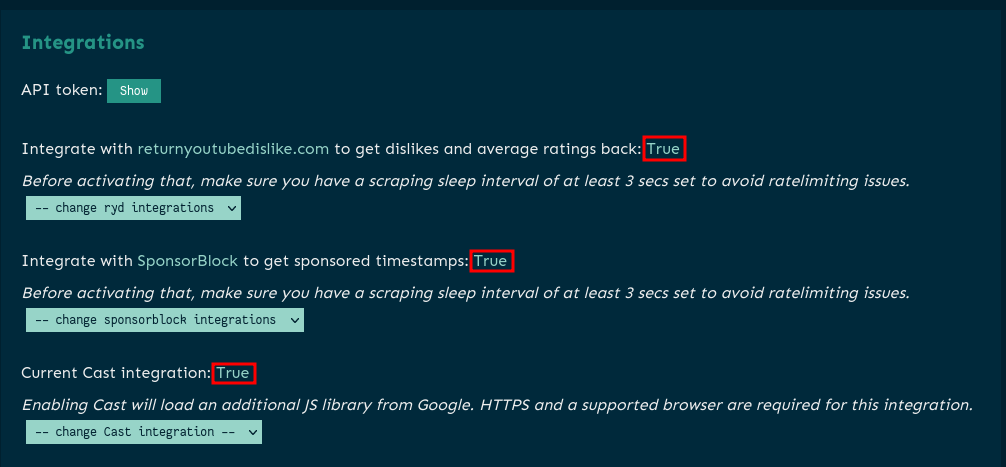 Integrations
API token: Show
Integrate with returnyoutubedislike.com to get dislikes and average ratings back: True
Before activating that, make sure you have a scraping sleep interval of at least 3 secs set to avoid ratelimiting issues.
-- change ryd integrations
Integrate with SponsorBlock to get sponsored timestamps: True
Before activating that, make sure you have a scraping sleep interval of at least 3 secs set to avoid ratelimiting issues.
-- change sponsorblock integrations
Current Cast integration: True
Enabling Cast will load an additional JS library from Google. HTTPS and a supported browser are required for this integration.
-- change Cast integration --